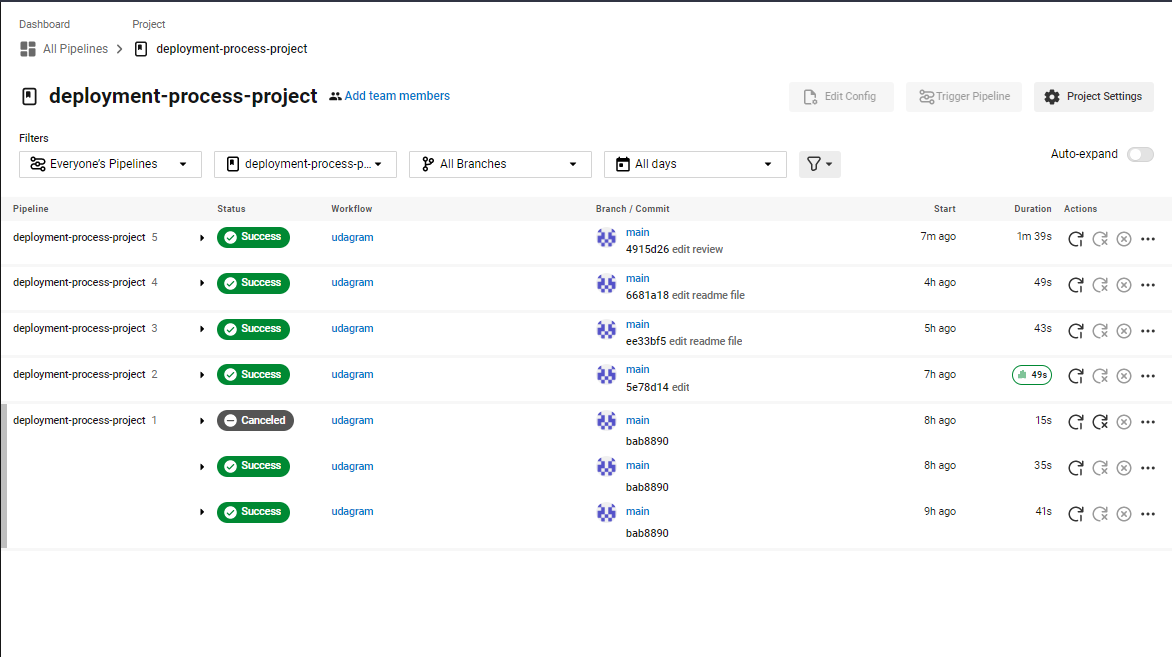 Dashboard Project
All Pipelines deployment-process-project
deployment-process-project Add team members
Edit Config Trigger Pipeline Project Settings
Filters
Everyone's Pipelines deployment-process-p... All Branches All days
Auto-expand
Pipeline Status Workflow Branch / Commit Start Duration Actions
deployment-process-project 5 Success udagram main 7m ago 1m 39s
4915d26 edit review
deployment-process-project 4 Success udagram main 4h ago 49s
6681a18 edit readme file
deployment-process-project 3 Success udagram main 5h ago 43s
ee33bf5 edit readme file
deployment-process-project 2 Success udagram main 7h ago 49s
5e78d14 edit
deployment-process-project 1 Canceled udagram main 8h ago 15s
bab8890
Success udagram main 8h ago 35s
bab8890
Success udagram main 9h ago 41s
bab8890